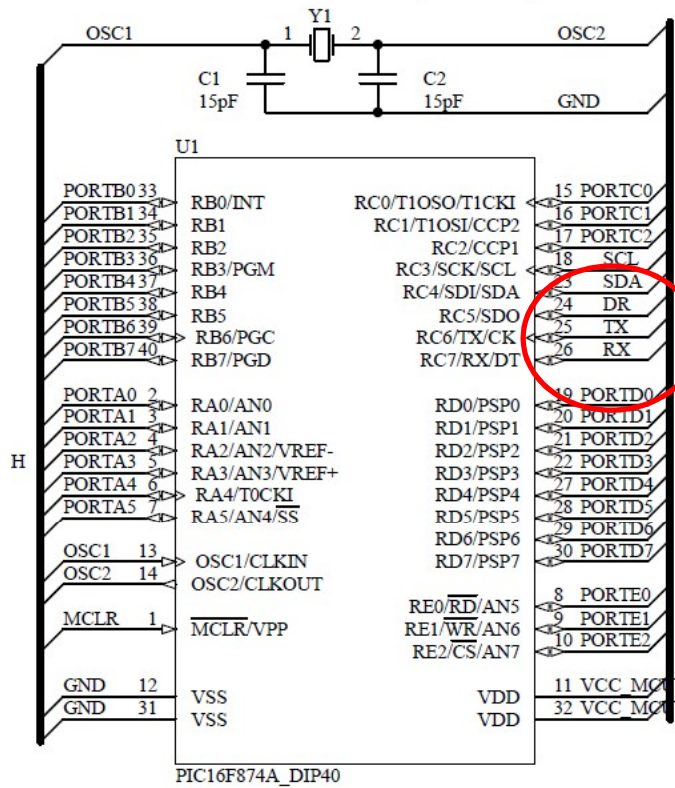 Y1
OSC1 1 2 OSC2
C1 C2
15pF 15pF GND
U1
PORTB0 33 RB0/INT RC0/T1OSO/T1CKI 15 PORTC0
PORTB1 34 RB1 RC1/T1OSI/CCP2 16 PORTC1
PORTB2 35 RB2 RC2/CCP1 17 PORTC2
PORTB3 36 RB3/PGM RC3/SCK/SCL 18 SCL
PORTB4 37 RB4 RC4/SDI/SDA 23 SDA
PORTB5 38 RB5 RC5/SDO 24 DR
PORTB6 39 RB6/PGC RC6/TX/CK 25 TX
PORTB7 40 RB7/PGD RC7/RX/DT 26 RX
PORTA0 2 RA0/AN0 RD0/PSP0 19 PORTD0
PORTA1 3 RA1/AN1 RD1/PSP1 20 PORTD1
PORTA2 4 RA2/AN2/VREF- RD2/PSP2 21 PORTD2
H PORTA3 5 RA3/AN3/VREF+ RD3/PSP3 22 PORTD3
PORTA4 6 RA4/T0CKI RD4/PSP4 27 PORTD4
PORTA5 7 RA5/AN4/SS RD5/PSP5 28 PORTD5
RD6/PSP6 29 PORTD6
OSC1 13 OSC1/CLKIN RD7/PSP7 30 PORTD7
OSC2 14 OSC2/CLKOUT
RE0/RD/AN5 8 PORTE0
MCLR 1 MCLR/VPP RE1/WR/AN6 9 PORTE1
RE2/CS/AN7 10 PORTE2
GND 12 VSS VDD 11 VCC_MCU
GND 31 VSS VDD 32 VCC_MCU
PIC16F874A_DIP40